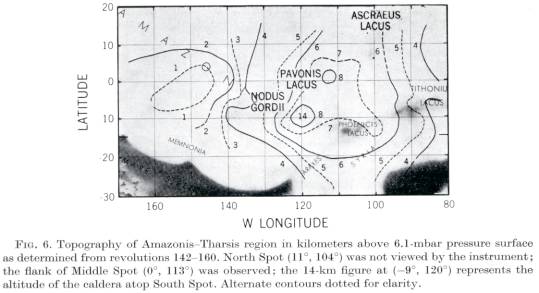 20
10
0
10
20
-30
LATITUDE
160
140
120
100
80
W LONGITUDE
AMAZON
2
3
4
5
6
7
1
1
2
3
4
5
6
7
8
8
14
5
4
4
5
6
6
5
4
ASCRAEUS
LACUS
PAVONIS
LACUS
NODUS
GORDII
TITHONIU
LACUS
PHOENICIS
LACUS
MEMNONIA
SYRIA
FIG. 6. Topography of Amazonis–Tharsis region in kilometers above 6.1-mbar pressure surface
as determined from revolutions 142–160. North Spot (11°, 104°) was not viewed by the instrument;
the flank of Middle Spot (0°, 113°) was observed; the 14-km figure at (−9°, 120°) represents the
altitude of the caldera atop South Spot. Alternate contours dotted for clarity.